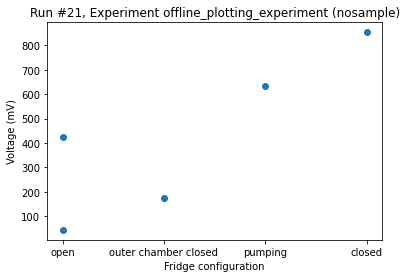 Run #21, Experiment offline_plotting_experiment (nosample)
800
700
600
500
400
300
200
100
Voltage (mV)
open outer chamber closed pumping closed
Fridge configuration